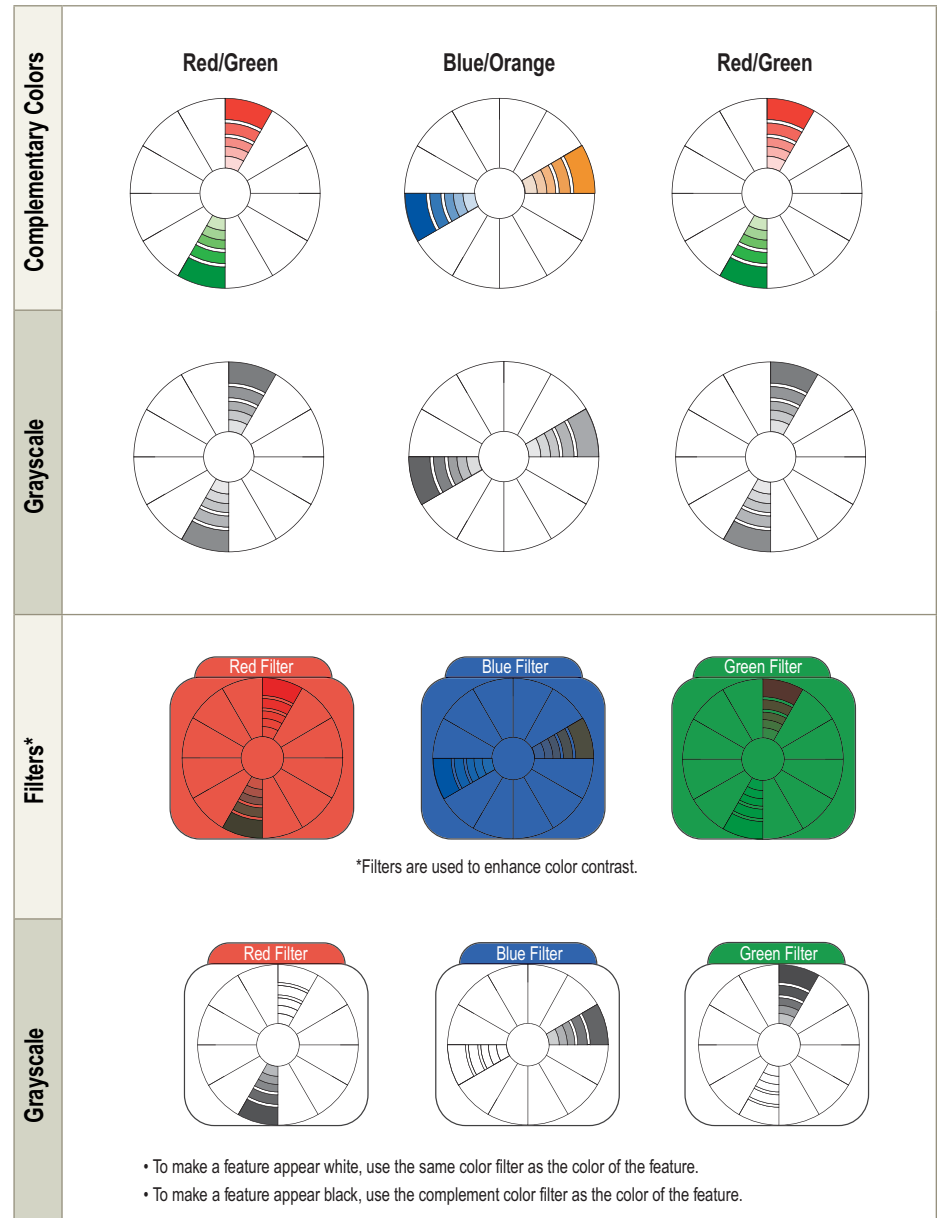 Complementary Colors
Red/Green
Blue/Orange
Red/Green
Grayscale
Filters*
Red Filter
Blue Filter
Green Filter
*Filters are used to enhance color contrast.
Grayscale
Red Filter
Blue Filter
Green Filter
• To make a feature appear white, use the same color filter as the color of the feature.
• To make a feature appear black, use the complement color filter as the color of the feature.